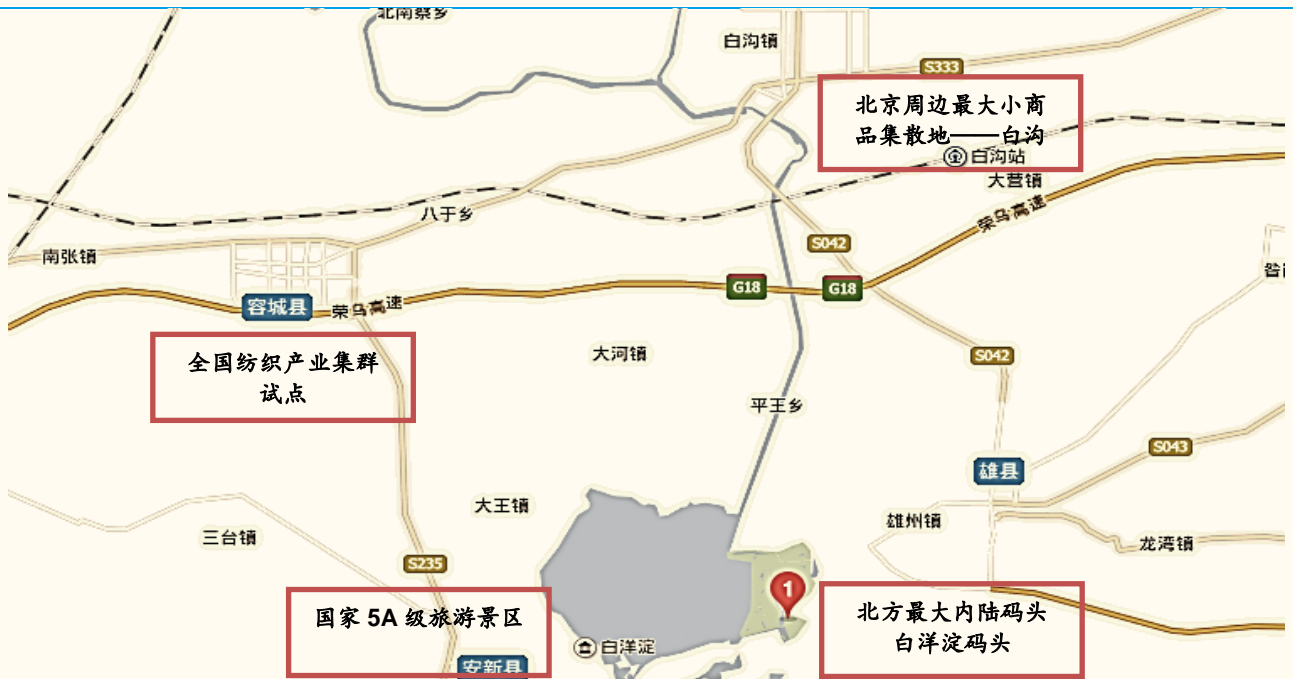 北南蔡乡
白沟镇
S333
北京周边最大小商
品集散地——白沟
白沟站
大营镇
荣乌高速
八于乡
S042
南张镇
G18
G18
容城县
荣乌高速
全国纺织产业集群
试点
大河镇
S042
平王乡
S043
雄县
大王镇
雄州镇
三台镇
龙湾镇
S235
1
国家 5A 级旅游景区
北方最大内陆码头
白洋淀码头
白洋淀
安新县